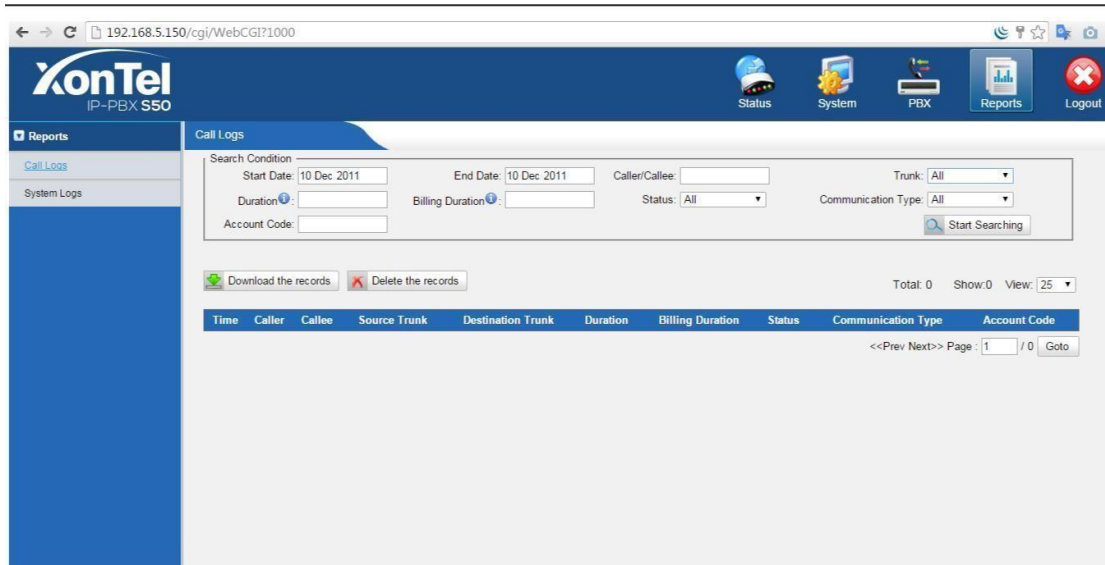 192.168.5.150/cgi/WebCGI?1000
XonTel
IP-PBX S50
Status
System
PBX
Reports
Logout
Reports
Call Logs
System Logs
Call Logs
Search Condition
Start Date: 10 Dec 2011 End Date: 10 Dec 2011 Caller/Callee: Trunk: All
Duration : Billing Duration : Status: All Communication Type: All
Account Code: Start Searching
Download the records Delete the records Total: 0 Show:0 View: 25
Time Caller Callee Source Trunk Destination Trunk Duration Billing Duration Status Communication Type Account Code
<<Prev Next>> Page : 1 / 0 Goto